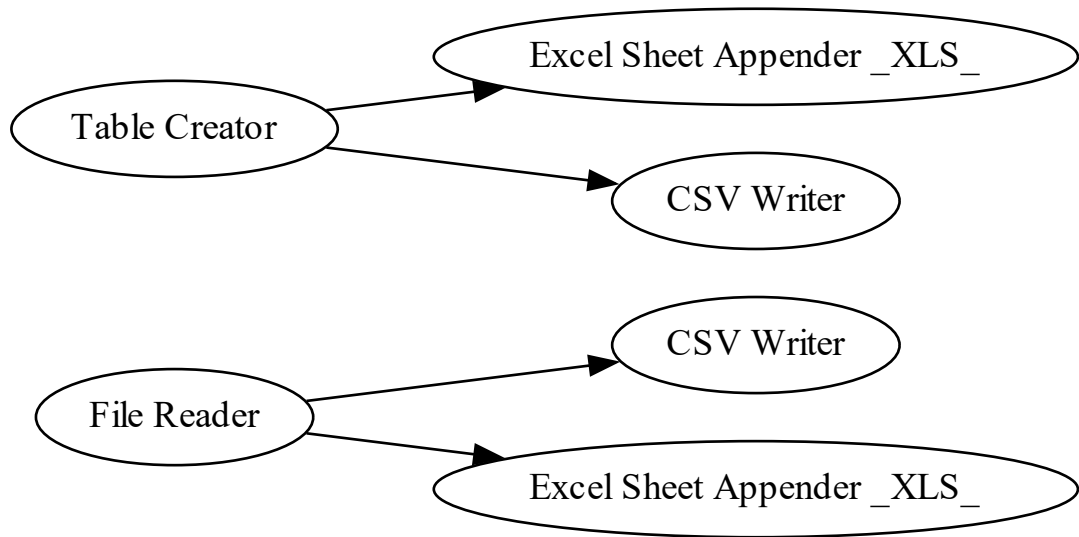 Excel Sheet Appender _XLS_
Table Creator
CSV Writer
CSV Writer
File Reader
Excel Sheet Appender _XLS_